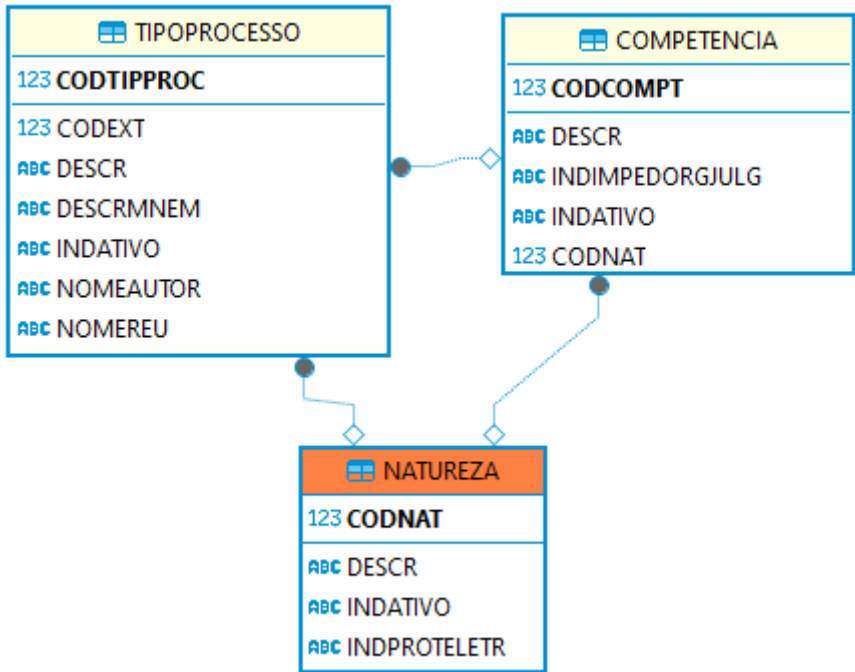 TIPOPROCESSO
123 CODTIPPROC
123 CODEXT
ABC DESCR
ABC DESCRMNEM
ABC INDATIVO
ABC NOMEAUTOR
ABC NOMEREU
COMPETENCIA
123 CODCOMPT
ABC DESCR
ABC INDIMPEDORGJULG
ABC INDATIVO
123 CODNAT
NATUREZA
123 CODNAT
ABC DESCR
ABC INDATIVO
ABC INDPROTELETR